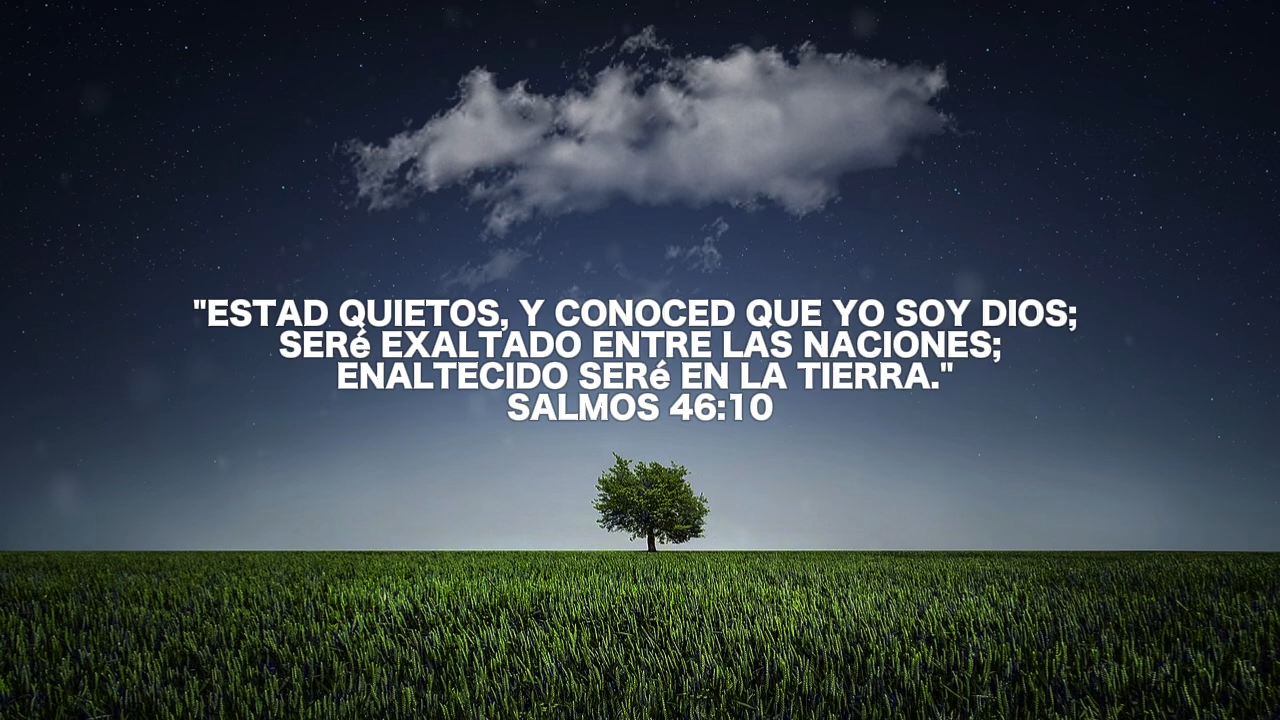 "ESTAD QUIETOS, Y CONOCED QUE YO SOY DIOS;
SERé EXALTADO ENTRE LAS NACIONES;
ENALTECIDO SERé EN LA TIERRA."
SALMOS 46:10